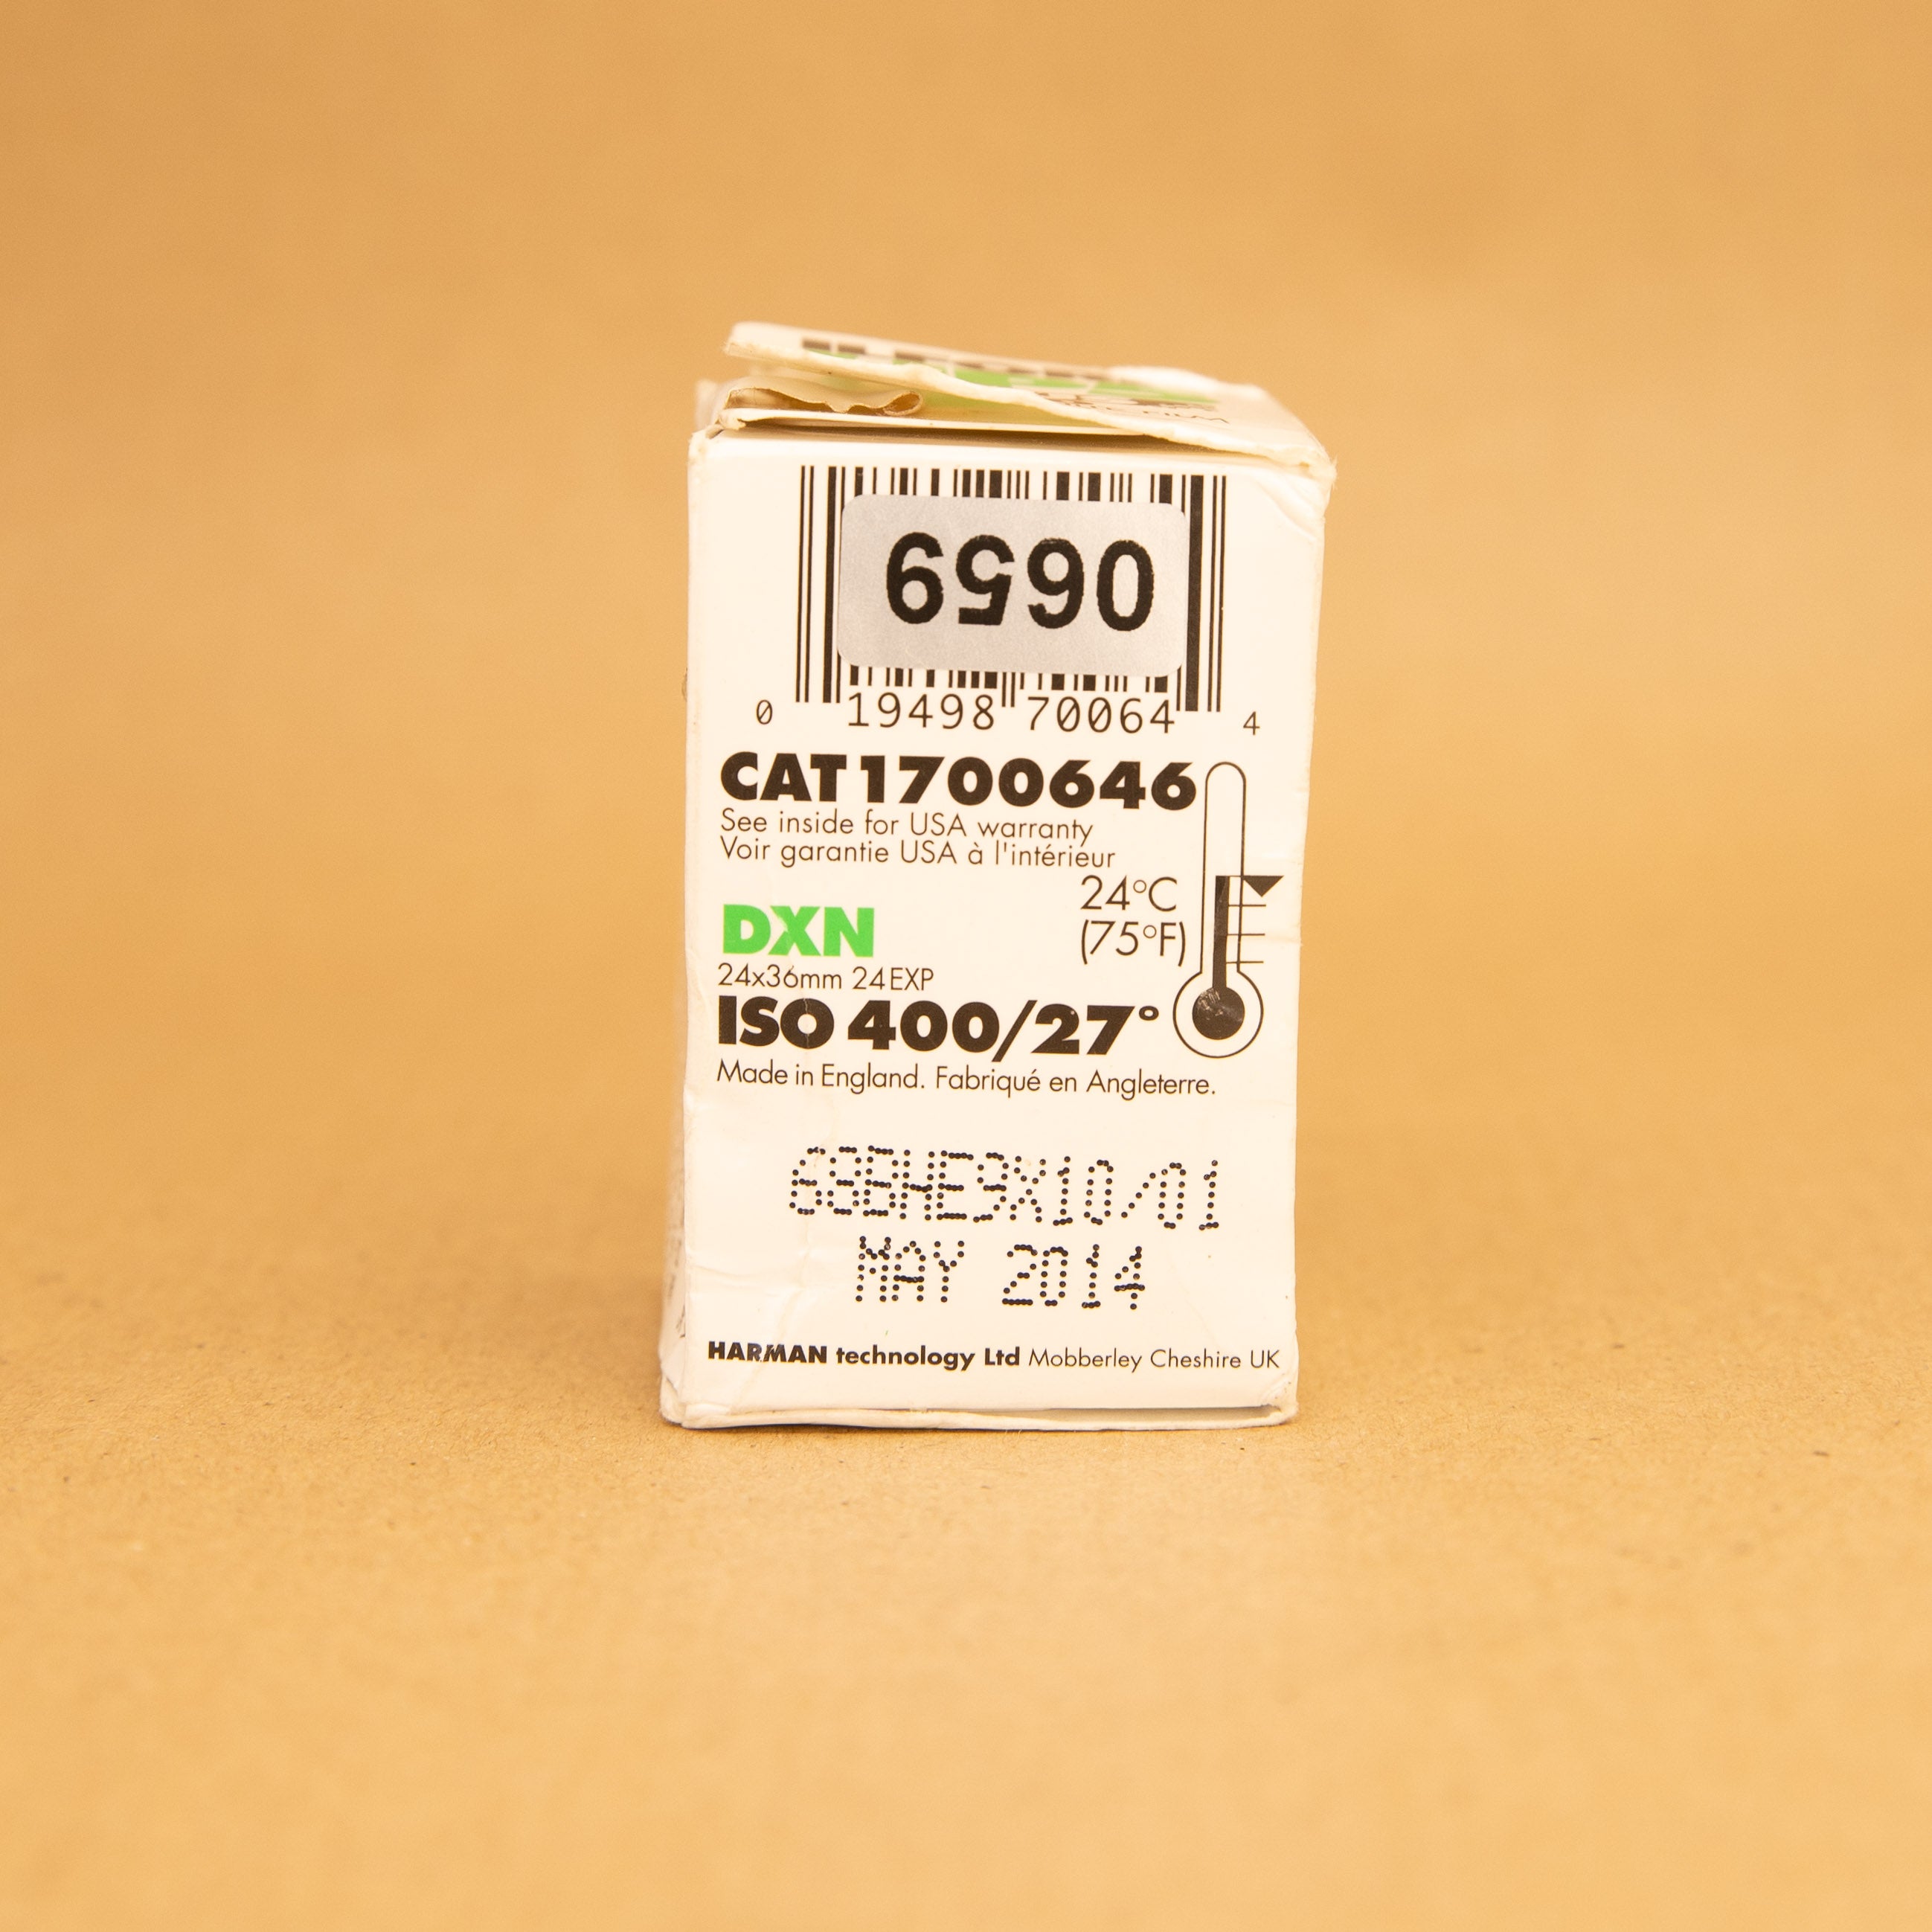 0659
0 19498 70064 4
CAT 1700646
See inside for USA warranty
Voir garantie USA à l'intérieur
24°C
(75°F)
DXN
24x36mm 24EXP
ISO 400/27°
Made in England. Fabriqué en Angleterre.
68BHE9X10/01
MAY 2014
HARMAN technology Ltd Mobberley Cheshire UK